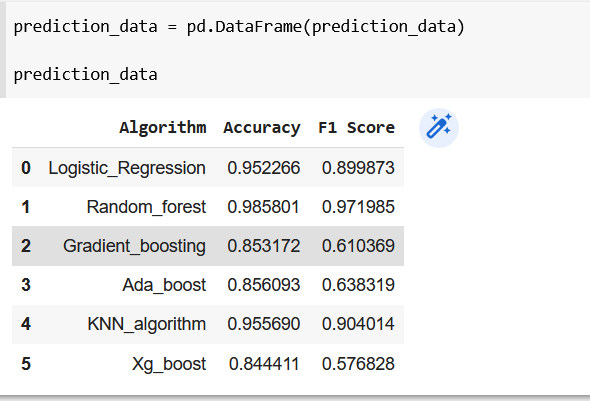 prediction_data = pd.DataFrame(prediction_data)
prediction_data
Algorithm Accuracy F1 Score
0 Logistic_Regression 0.952266 0.899873
1 Random_forest 0.985801 0.971985
2 Gradient_boosting 0.853172 0.610369
3 Ada_boost 0.856093 0.638319
4 KNN_algorithm 0.955690 0.904014
5 Xg_boost 0.844411 0.576828